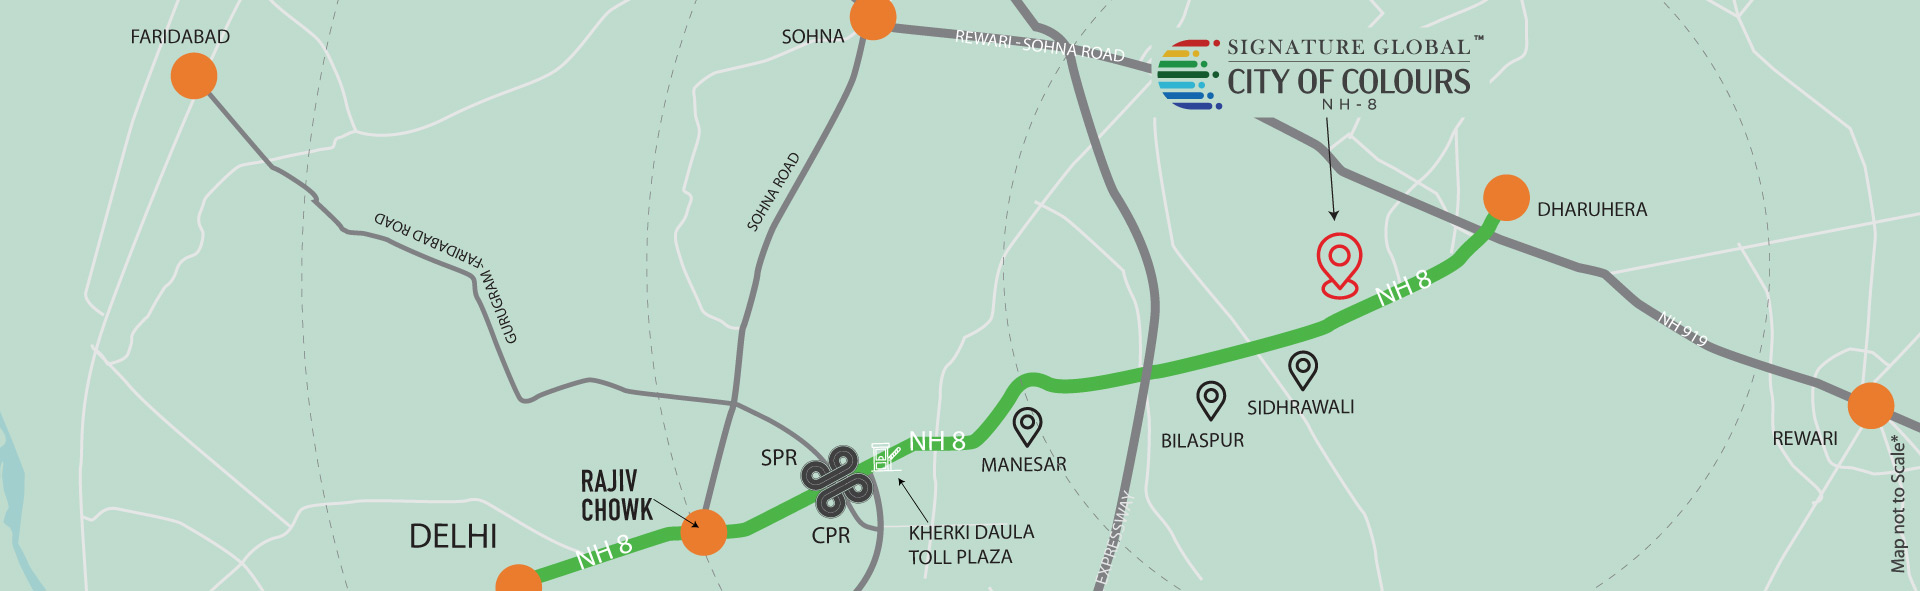 FARIDABAD
SOHNA
REWARI - SOHNA ROAD
SIGNATURE GLOBAL™
CITY OF COLOURS
NH-8
SOHNA ROAD
DHARUHERA
GURUGRAM-FARIDABAD ROAD
NH 8
NH 919
SIDHRAWALI
BILASPUR
REWARI
MANESAR
NH 8
SPR
RAJIV
CHOWK
CPR
KHERKI DAULA
TOLL PLAZA
DELHI
NH 8
EXPRESSWAY
Map not to Scale*